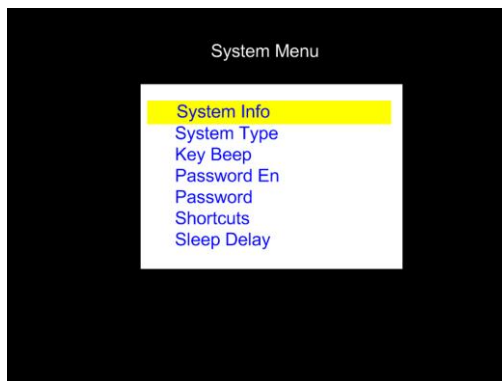 System Menu
System Info
System Type
Key Beep
Password En
Password
Shortcuts
Sleep Delay